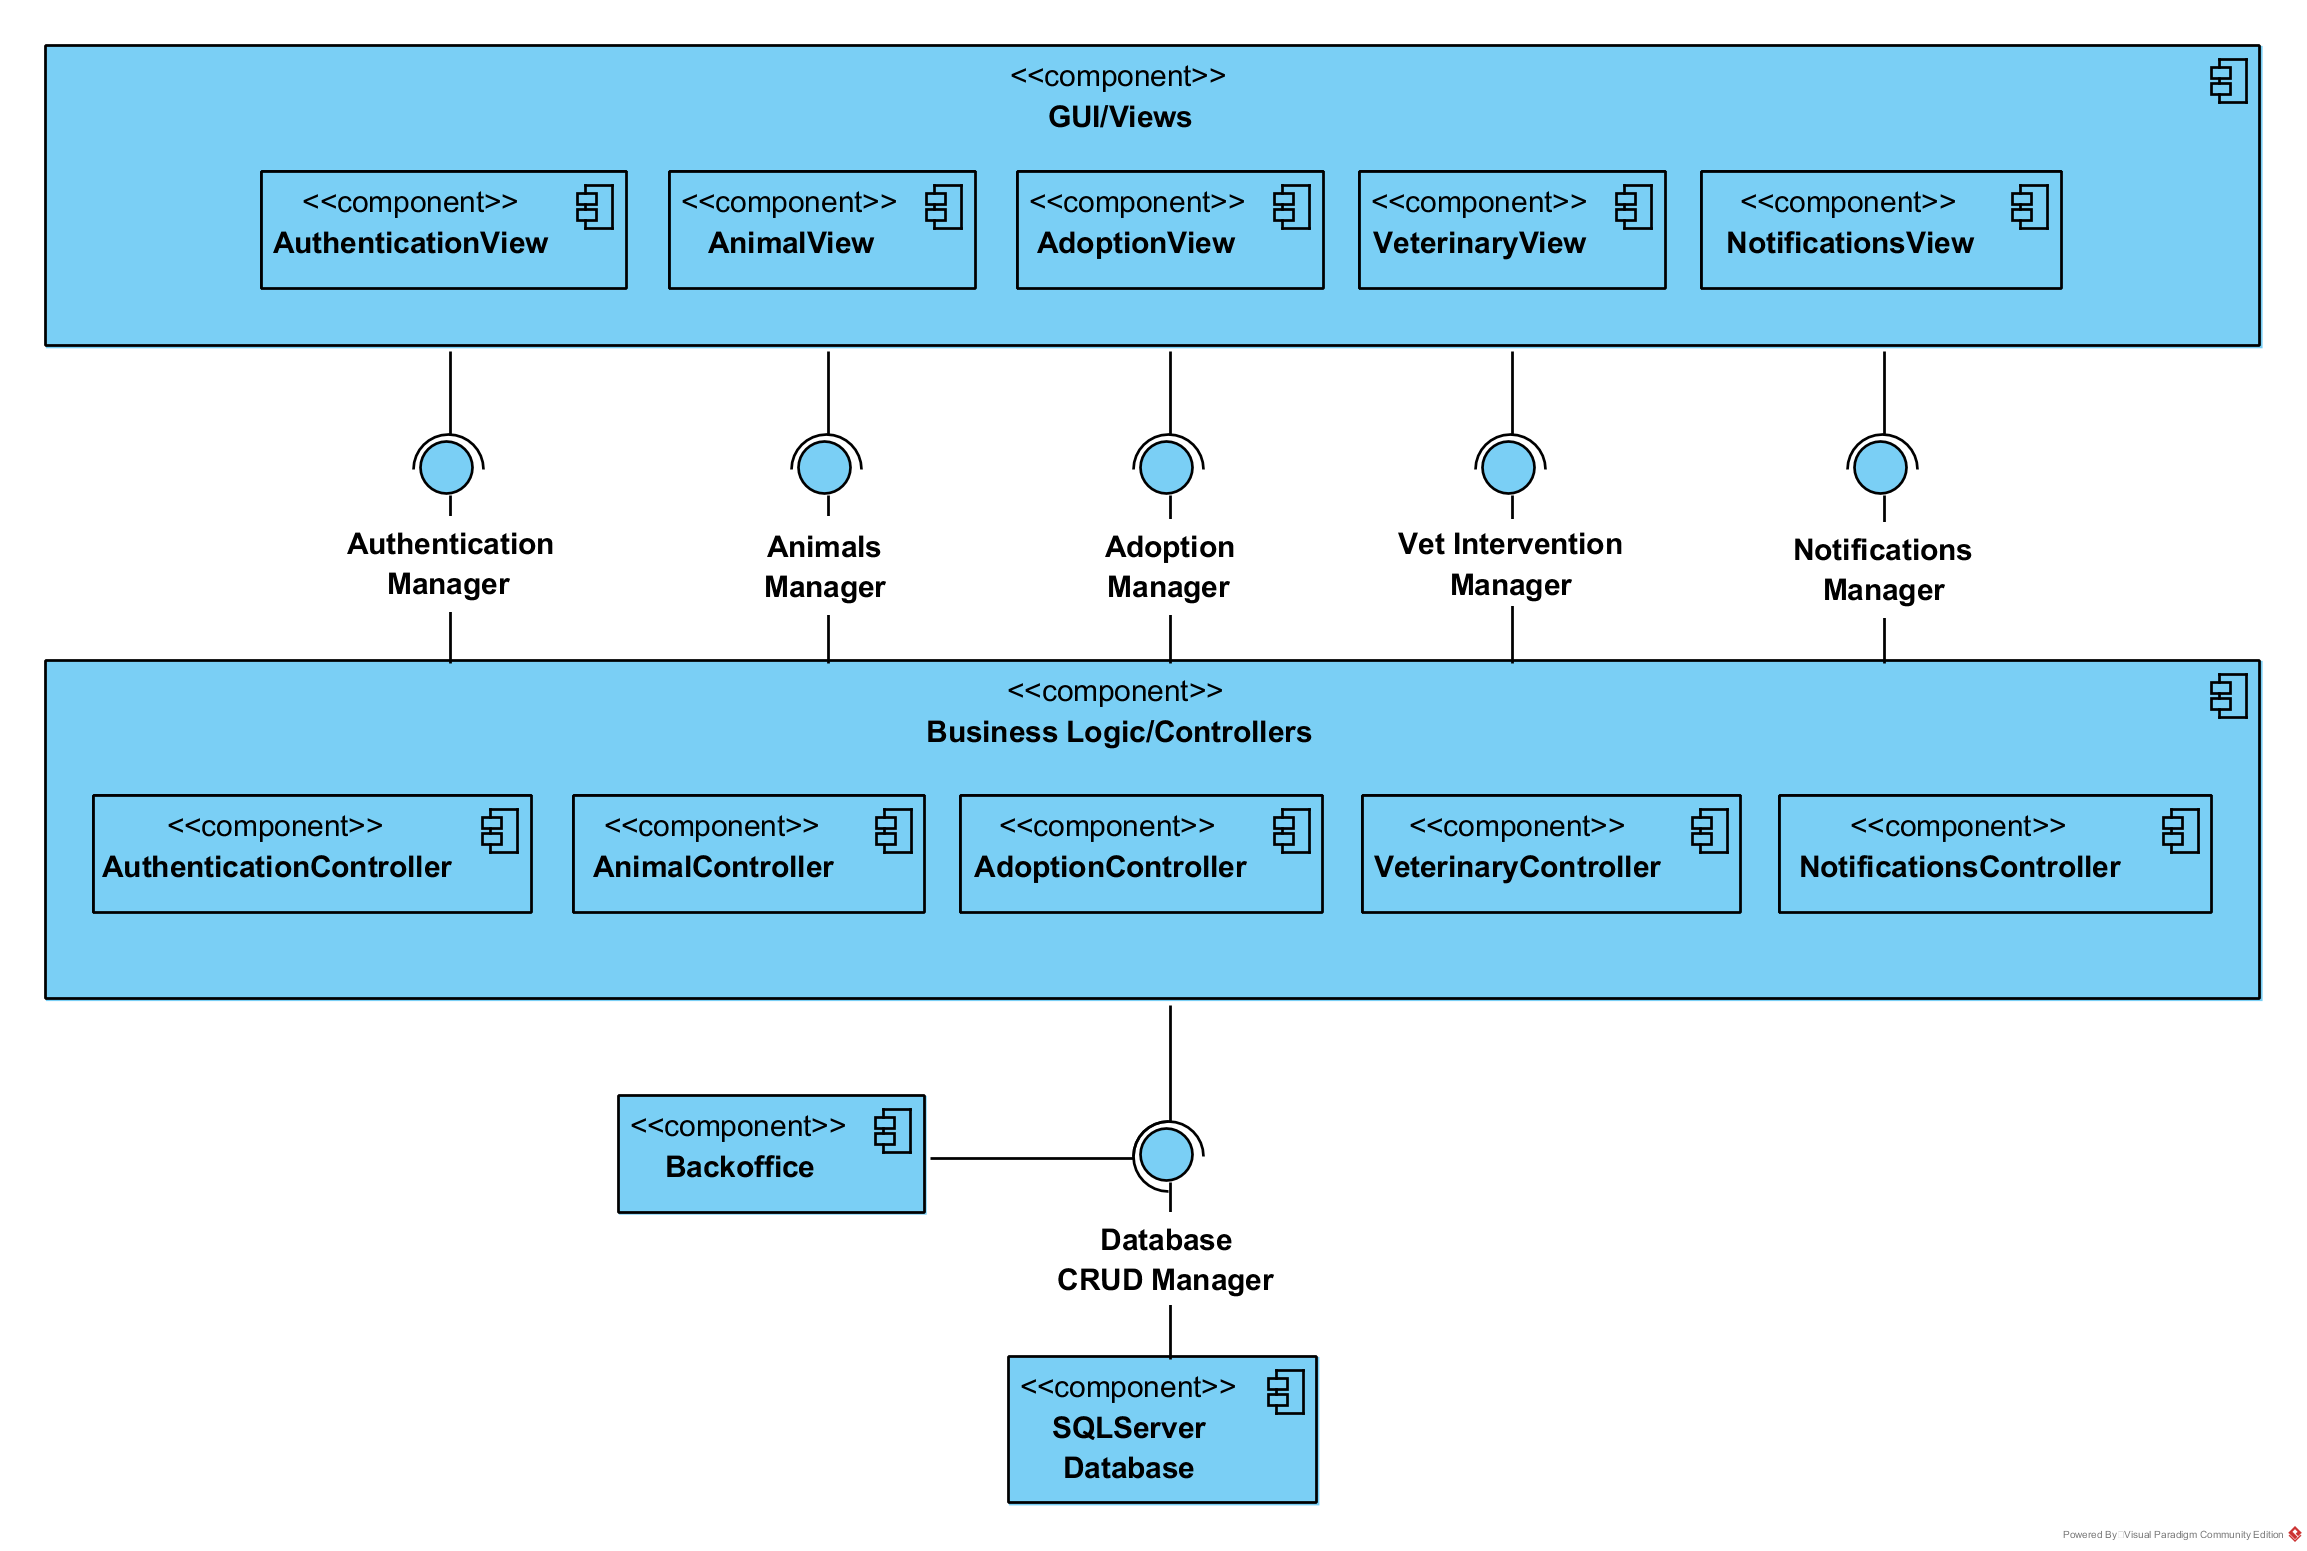 <<component>>
GUI/Views
<<component>>
AuthenticationView
<<component>>
AnimalView
<<component>>
AdoptionView
<<component>>
VeterinaryView
<<component>>
NotificationsView
Authentication
Manager
Animals
Manager
Adoption
Manager
Vet Intervention
Manager
Notifications
Manager
<<component>>
Business Logic/Controllers
<<component>>
AuthenticationController
<<component>>
AnimalController
<<component>>
AdoptionController
<<component>>
VeterinaryController
<<component>>
NotificationsController
<<component>>
Backoffice
Database
CRUD Manager
<<component>>
SQLServer
Database
Powered By Visual Paradigm Community Edition